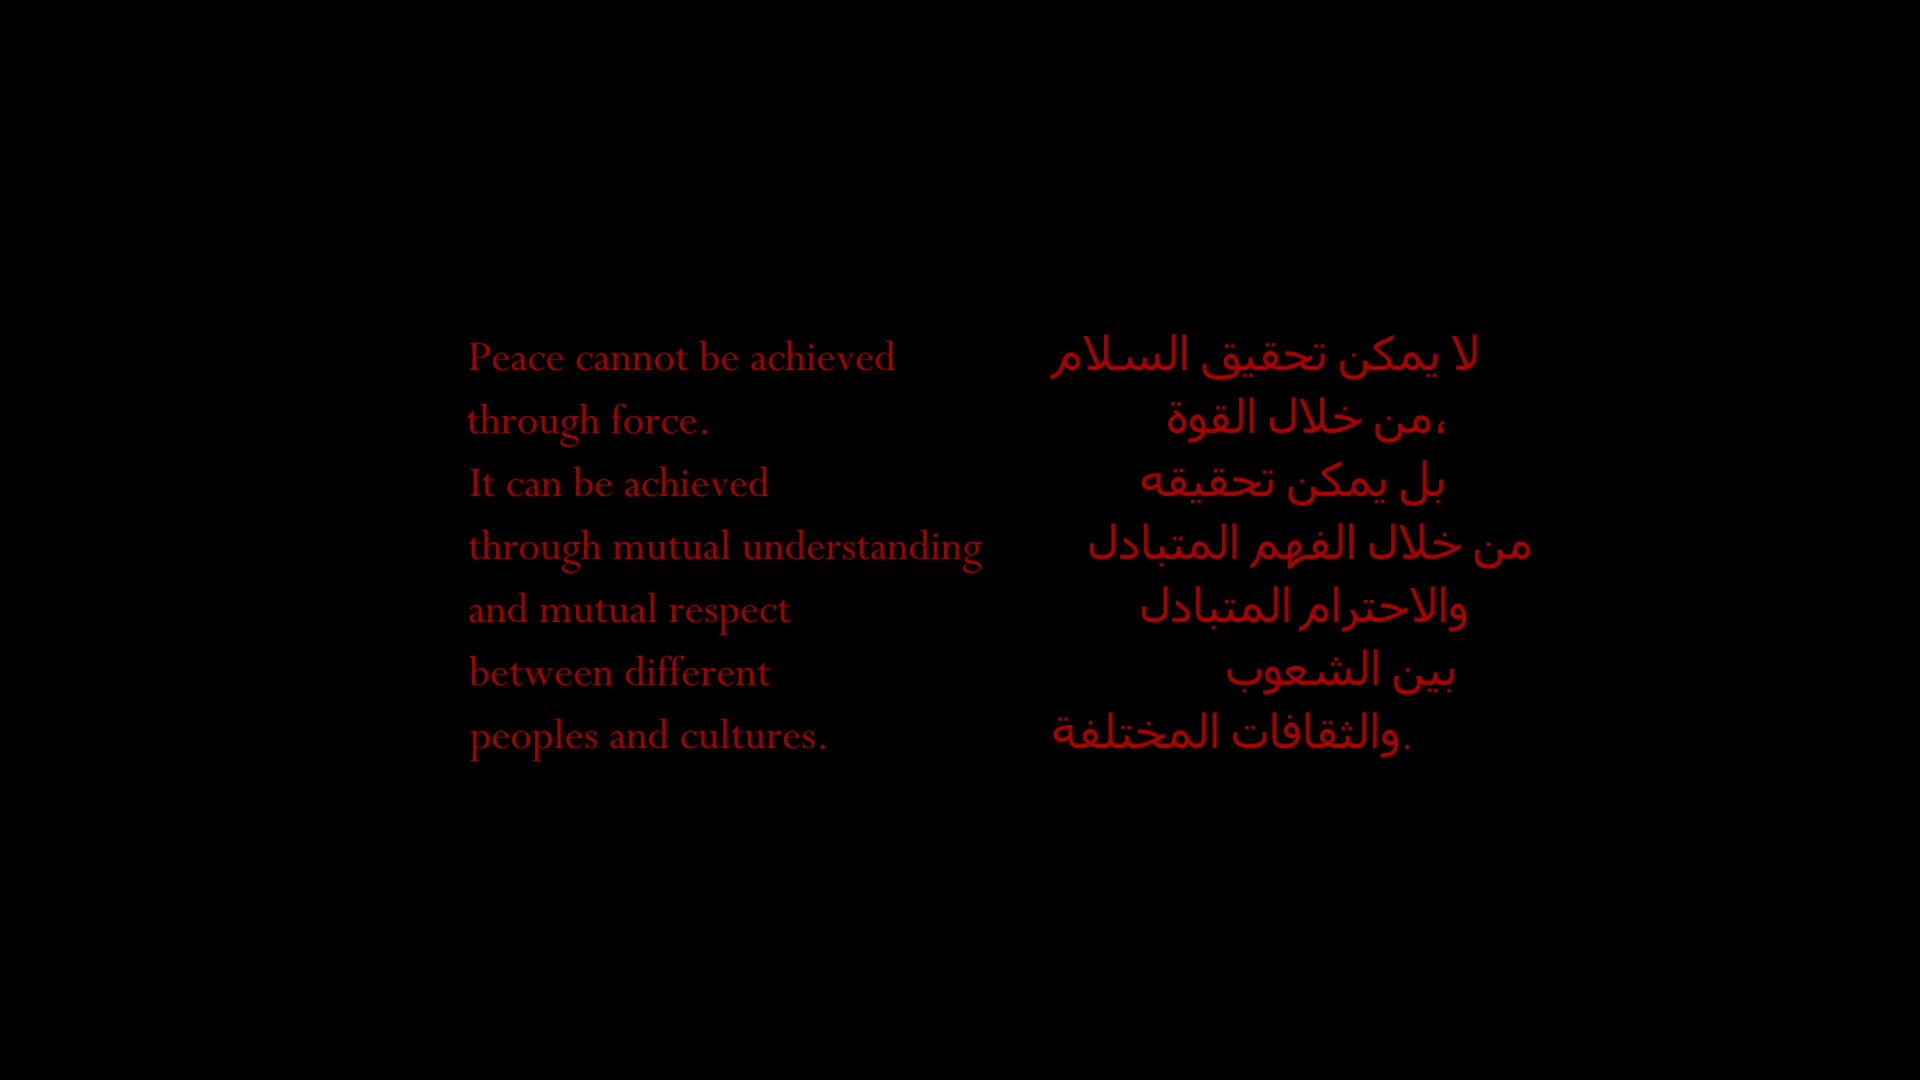 Peace cannot be achieved
through force.
It can be achieved
through mutual understanding
and mutual respect
between different
peoples and cultures.
لا يمكن تحقيق السلام
من خلال القوة،
بل يمكن تحقيقه
من خلال الفهم المتبادل
والاحترام المتبادل
بين الشعوب
والثقافات المختلفة.